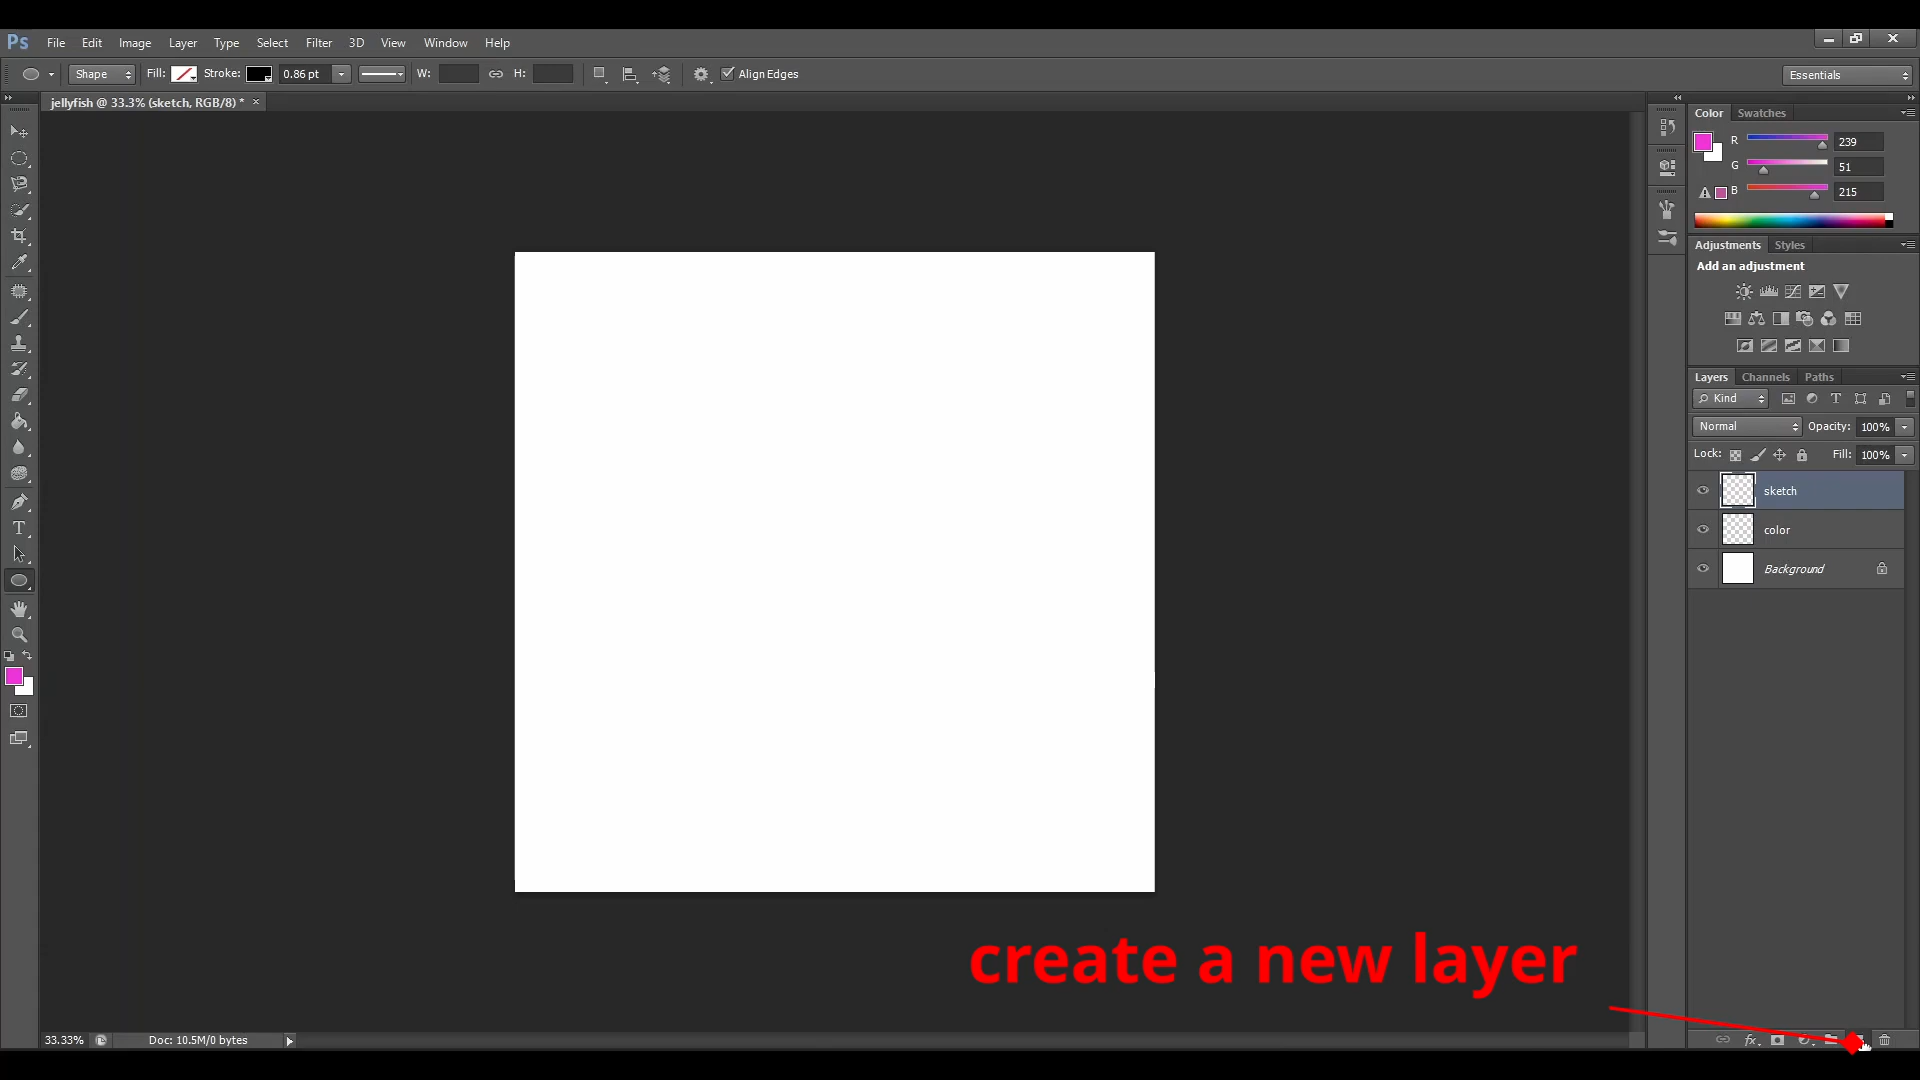 Ps File Edit Image Layer Type Select Filter 3D View Window Help
Shape Fill: Stroke: 0.86 pt W: H: Align Edges Essentials
jellyfish @ 33.3% (sketch, RGB/8) * ×
Color Swatches
R 239
G 51
B 215
Adjustments Styles
Add an adjustment
Layers Channels Paths
Kind
Normal Opacity: 100%
Lock: Fill: 100%
sketch
color
Background
create a new layer
33.33% Doc: 10.5M/0 bytes
fx